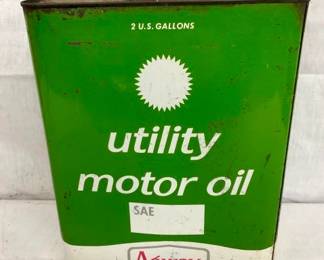 2 U.S. GALLONS
utility
motor oil
SAE